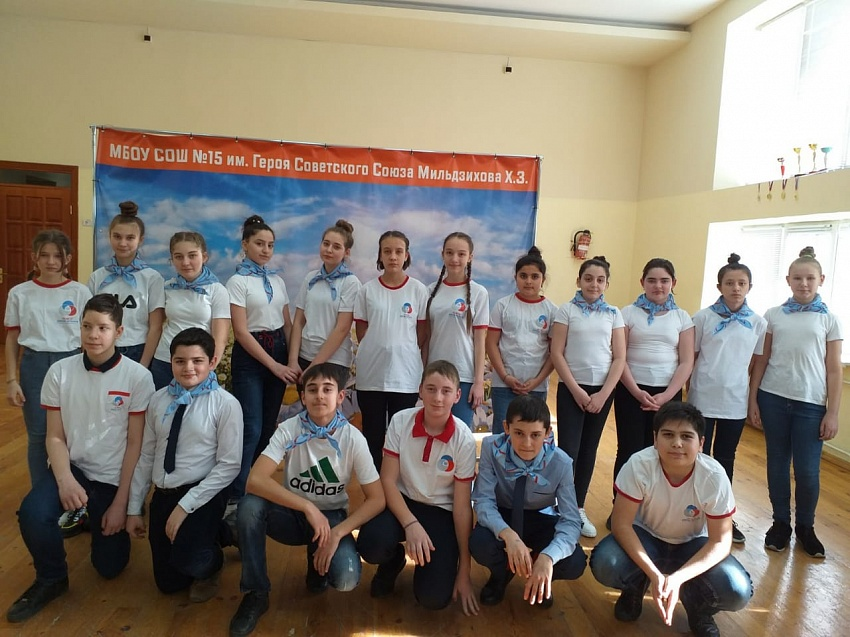 МБОУ СОШ №15 им. Героя Советского Союза Мильдзихова Х.З.
adidas